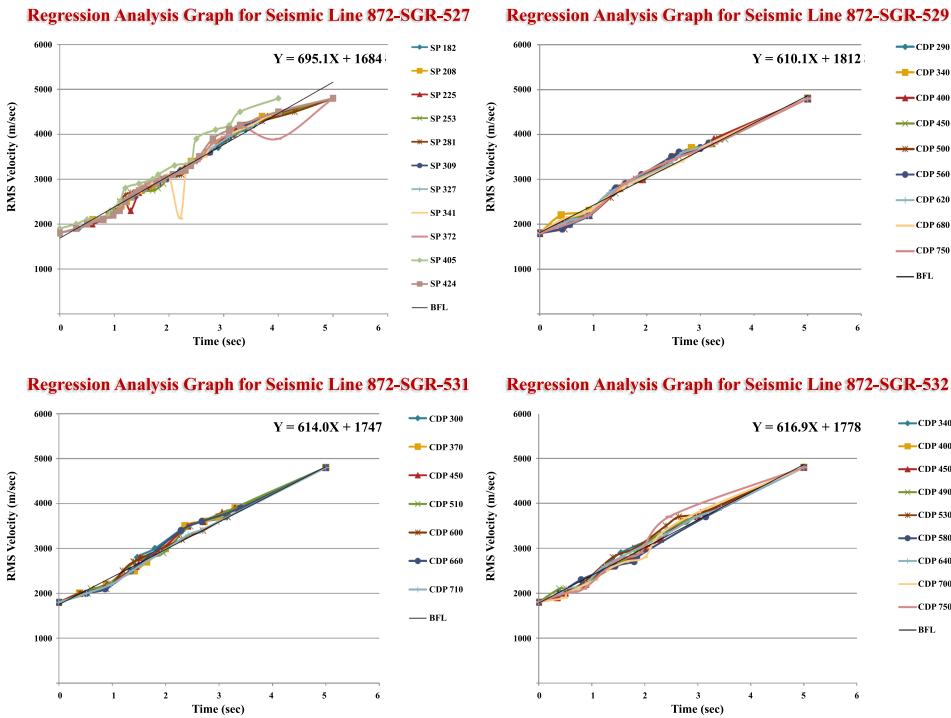 Regression Analysis Graph for Seismic Line 872-SGR-527
Y = 695.1X + 1684
RMS Velocity (m/sec)
6000
5000
4000
3000
2000
1000
0 1 2 3 4 5 6
Time (sec)
SP 182
SP 208
SP 225
SP 253
SP 281
SP 309
SP 327
SP 341
SP 372
SP 405
SP 424
BFL
Regression Analysis Graph for Seismic Line 872-SGR-529
Y = 610.1X + 1812
RMS Velocity (m/sec)
6000
5000
4000
3000
2000
1000
0 1 2 3 4 5 6
Time (sec)
CDP 290
CDP 340
CDP 400
CDP 450
CDP 500
CDP 560
CDP 620
CDP 680
CDP 750
BFL
Regression Analysis Graph for Seismic Line 872-SGR-531
Y = 614.0X + 1747
RMS Velocity (m/sec)
6000
5000
4000
3000
2000
1000
0 1 2 3 4 5 6
Time (sec)
CDP 300
CDP 370
CDP 450
CDP 510
CDP 600
CDP 660
CDP 710
BFL
Regression Analysis Graph for Seismic Line 872-SGR-532
Y = 616.9X + 1778
RMS Velocity (m/sec)
6000
5000
4000
3000
2000
1000
0 1 2 3 4 5 6
Time (sec)
CDP 340
CDP 400
CDP 450
CDP 490
CDP 530
CDP 580
CDP 640
CDP 700
CDP 750
BFL